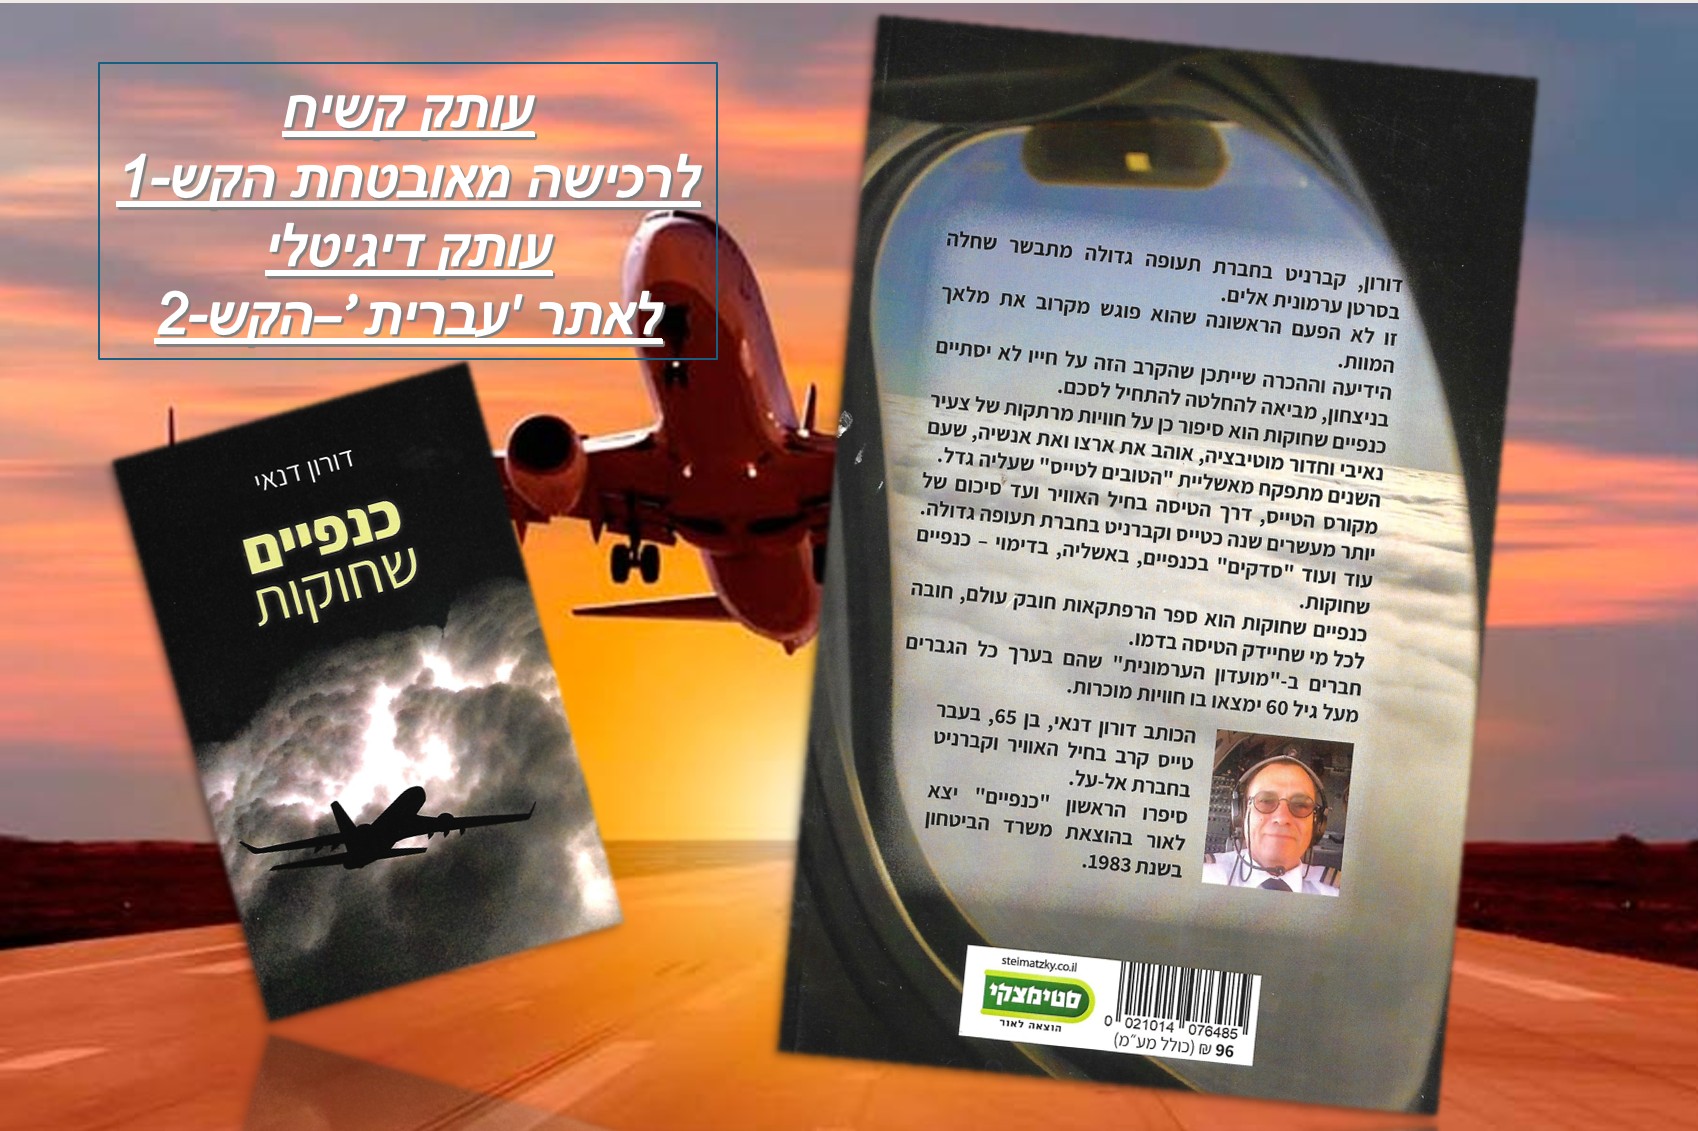 עותק קשיח
לרכישה מאובטחת הקש-1
עותק דיגיטלי
לאתר 'עברית'–הקש-2
דורון דנאי
כנפיים
שחוקות
דורון, קברניט בחברת תעופה גדולה מתבשר שחלה
בסרטן ערמונית אלים.
זו לא הפעם הראשונה שהוא פוגש מקרוב את מלאך
המוות.
הידיעה וההכרה שייתכן שהקרב הזה על חייו לא יסתיים
בניצחון, מביאה להחלטה להתחיל לסכם.
כנפיים שחוקות הוא סיפור כן על חוויות מרתקות של צעיר
נאיבי וחדור מוטיבציה, אוהב את ארצו ואת אנשיה, שעם
השנים מתפקח מאשליית "הטובים לטייס" שעליה גדל.
מקורס הטייס, דרך הטיסה בחיל האוויר ועד סיכום של
יותר מעשרים שנה כטייס וקברניט בחברת תעופה גדולה.
עוד ועוד "סדקים" בכנפיים, באשליה, בדימוי – כנפיים
שחוקות.
כנפיים שחוקות הוא ספר הרפתקאות חובק עולם, חובה
לכל מי שחיידק הטיסה בדמו.
חברים ב-"מועדון הערמונית" שהם בערך כל הגברים
מעל גיל 60 ימצאו בו חוויות מוכרות.
הכותב דורון דנאי, בן 65, בעבר
טייס קרב בחיל האוויר וקברניט
בחברת אל-על.
סיפרו הראשון "כנפיים" יצא
לאור בהוצאת משרד הביטחון
בשנת 1983.
steimatzky.co.il
סטימצקי
הוצאה לאור
0 021014 076485
96 ₪ (כולל מע״מ)